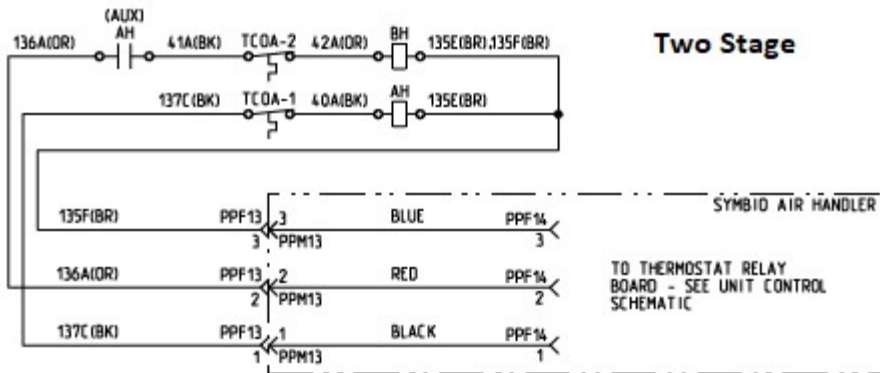 (AUX)
136A(OR) AH 41A(BK) TCOA-2 42A(OR) BH 135E(BR),135F(BR)
Two Stage
137C(BK) TCOA-1 40A(BK) AH 135E(BR)
SYMBIO AIR HANDLER
135F(BR) PPF13 3 BLUE PPF14
3 PPM13 3
136A(OR) PPF13 2 RED PPF14
2 PPM13 2
TO THERMOSTAT RELAY
BOARD - SEE UNIT CONTROL
SCHEMATIC
137C(BK) PPF13 1 BLACK PPF14
1 PPM13 1